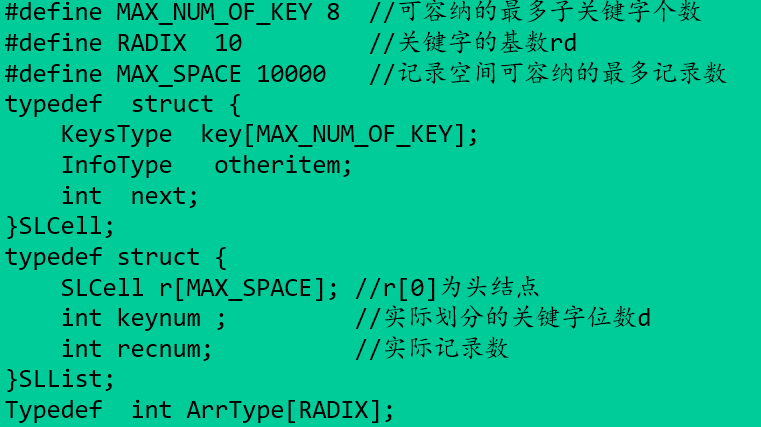 #define MAX_NUM_OF_KEY 8  //可容纳的最多子关键字个数
#define RADIX  10         //关键字的基数rd
#define MAX_SPACE 10000   //记录空间可容纳的最多记录数
typedef  struct {
    KeysType  key[MAX_NUM_OF_KEY];
    InfoType   otheritem;
    int  next;
}SLCell;
typedef struct {
    SLCell r[MAX_SPACE]; //r[0]为头结点
    int keynum ;         //实际划分的关键字位数d
    int recnum;          //实际记录数
}SLList;
Typedef  int ArrType[RADIX];